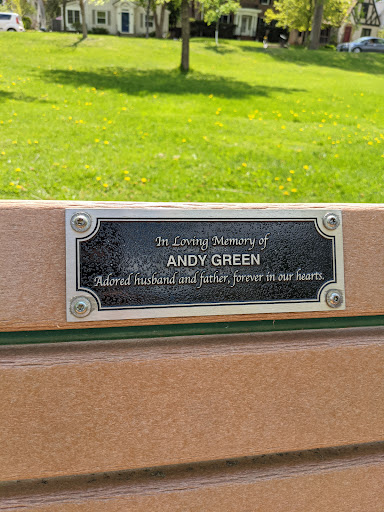 In Loving Memory of
ANDY GREEN
Adored husband and father, forever in our hearts.